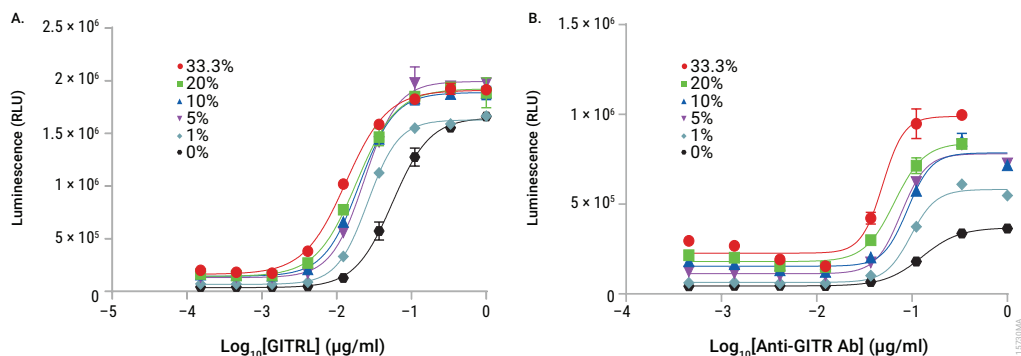 A.
2.5 × 10⁶
2 × 10⁶
1.5 × 10⁶
1 × 10⁶
5 × 10⁵
0
Luminescence (RLU)
33.3%
20%
10%
5%
1%
0%
−4 −3 −2 −1 0
Log₁₀[GITRL] (µg/ml)
B.
1.5 × 10⁶
1 × 10⁶
5 × 10⁵
0
Luminescence (RLU)
33.3%
20%
10%
5%
1%
0%
−4 −3 −2 −1 0
Log₁₀[Anti-GITR Ab] (µg/ml)
15730MA